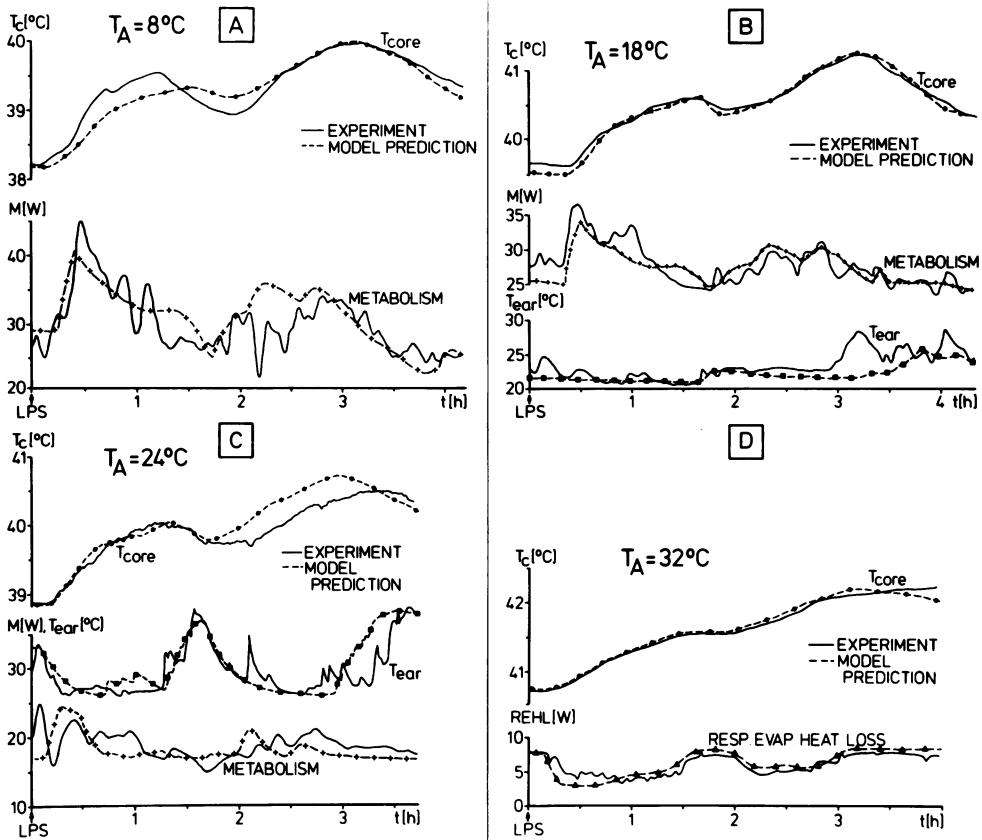 T_C [°C]
T_A = 8°C
A
40
39
38
T_core
EXPERIMENT
MODEL PREDICTION
M[W]
40
30
20
METABOLISM
LPS
1
2
3
t[h]
T_C [°C]
T_A = 18°C
B
41
40
T_core
EXPERIMENT
MODEL PREDICTION
M[W]
35
30
25
METABOLISM
T_ear [°C]
30
25
20
T_ear
LPS
1
2
3
4 t[h]
T_C [°C]
T_A = 24°C
C
41
40
39
T_core
EXPERIMENT
MODEL
PREDICTION
M[W], T_ear [°C]
30
20
10
T_ear
METABOLISM
LPS
1
2
3
t[h]
D
T_C [°C]
T_A = 32°C
42
41
T_core
EXPERIMENT
MODEL
PREDICTION
REHL[W]
RESP. EVAP HEAT LOSS
10
5
0
LPS
1
2
3
t[h]